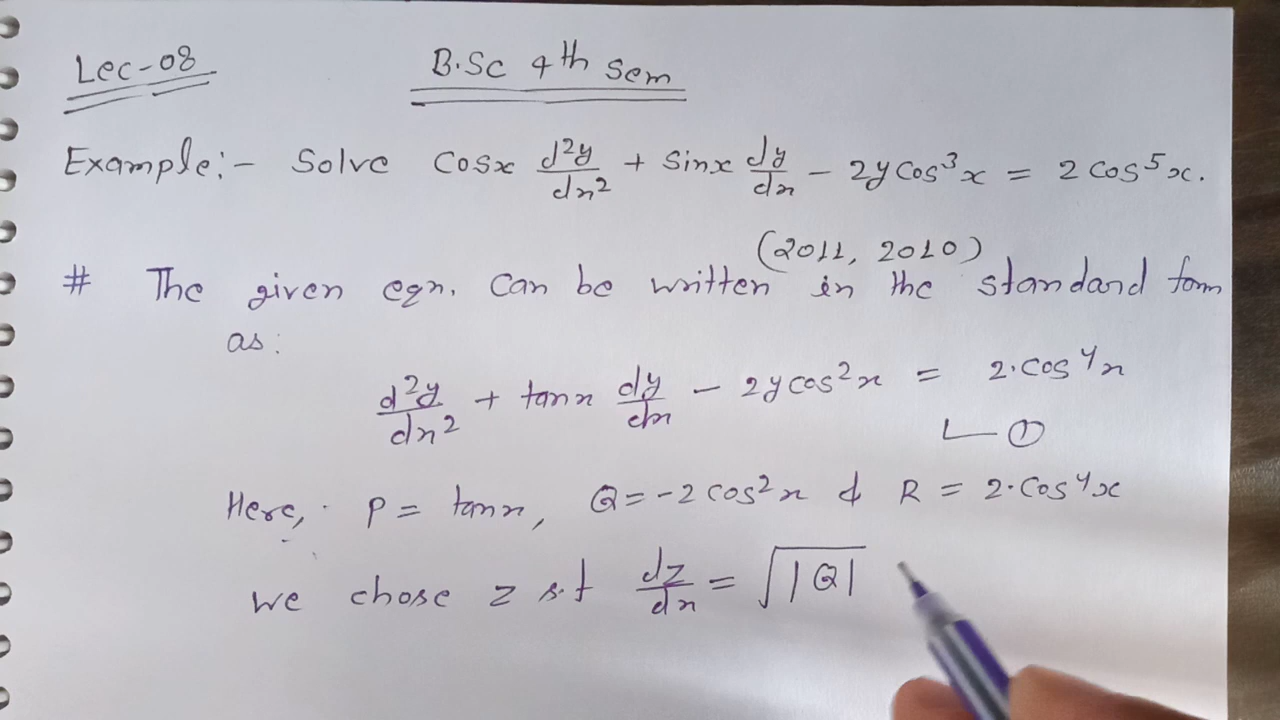 Lec-08
B.Sc 4th Sem
Example:- Solve Cosx d²y/dx² + Sinx dy/dx - 2y Cos³x = 2 Cos⁵x.
(2011, 2010)
# The given eqn. can be written in the standard form
as:
d²y/dx² + tanx dy/dx - 2y cos²x = 2·cos⁴x
①
Here, P = tanx, Q = -2 cos²x & R = 2·cos⁴x
we chose z s.t dz/dx = √|Q|